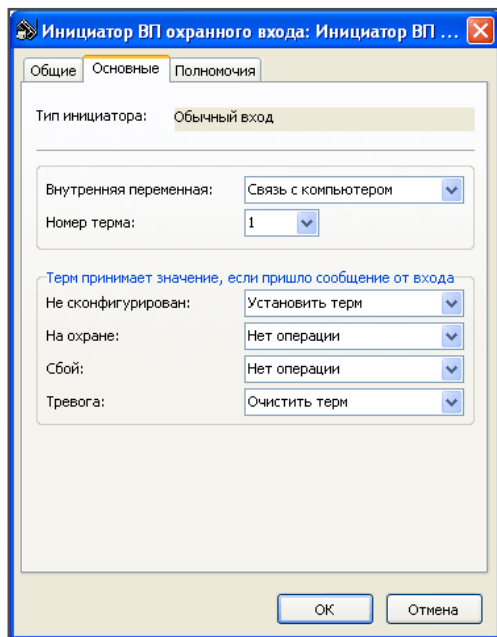 Инициатор ВП охранного входа: Инициатор ВП ...
Общие Основные Полномочия
Тип инициатора: Обычный вход
Внутренняя переменная: Связь с компьютером
Номер терма: 1
Терм принимает значение, если пришло сообщение от входа
Не сконфигурирован: Установить терм
На охране: Нет операции
Сбой: Нет операции
Тревога: Очистить терм
ОК Отмена